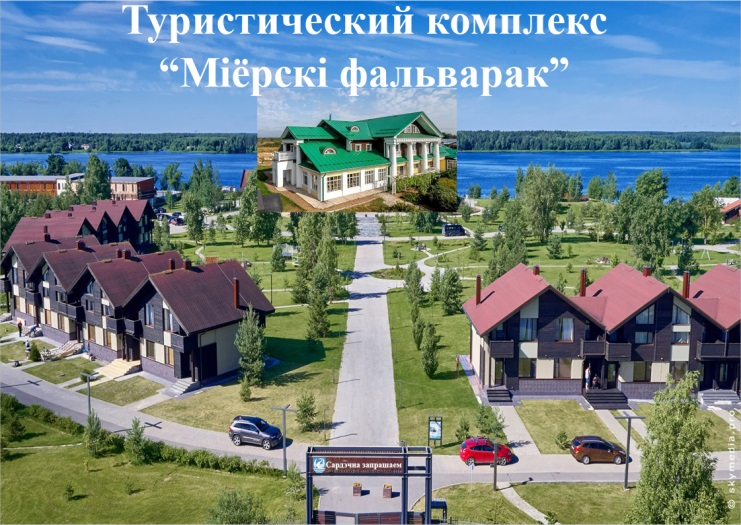 Туристический комплекс
“Міёрскі фальварак”
Сардэчна запрашаем
© skymedia.pro